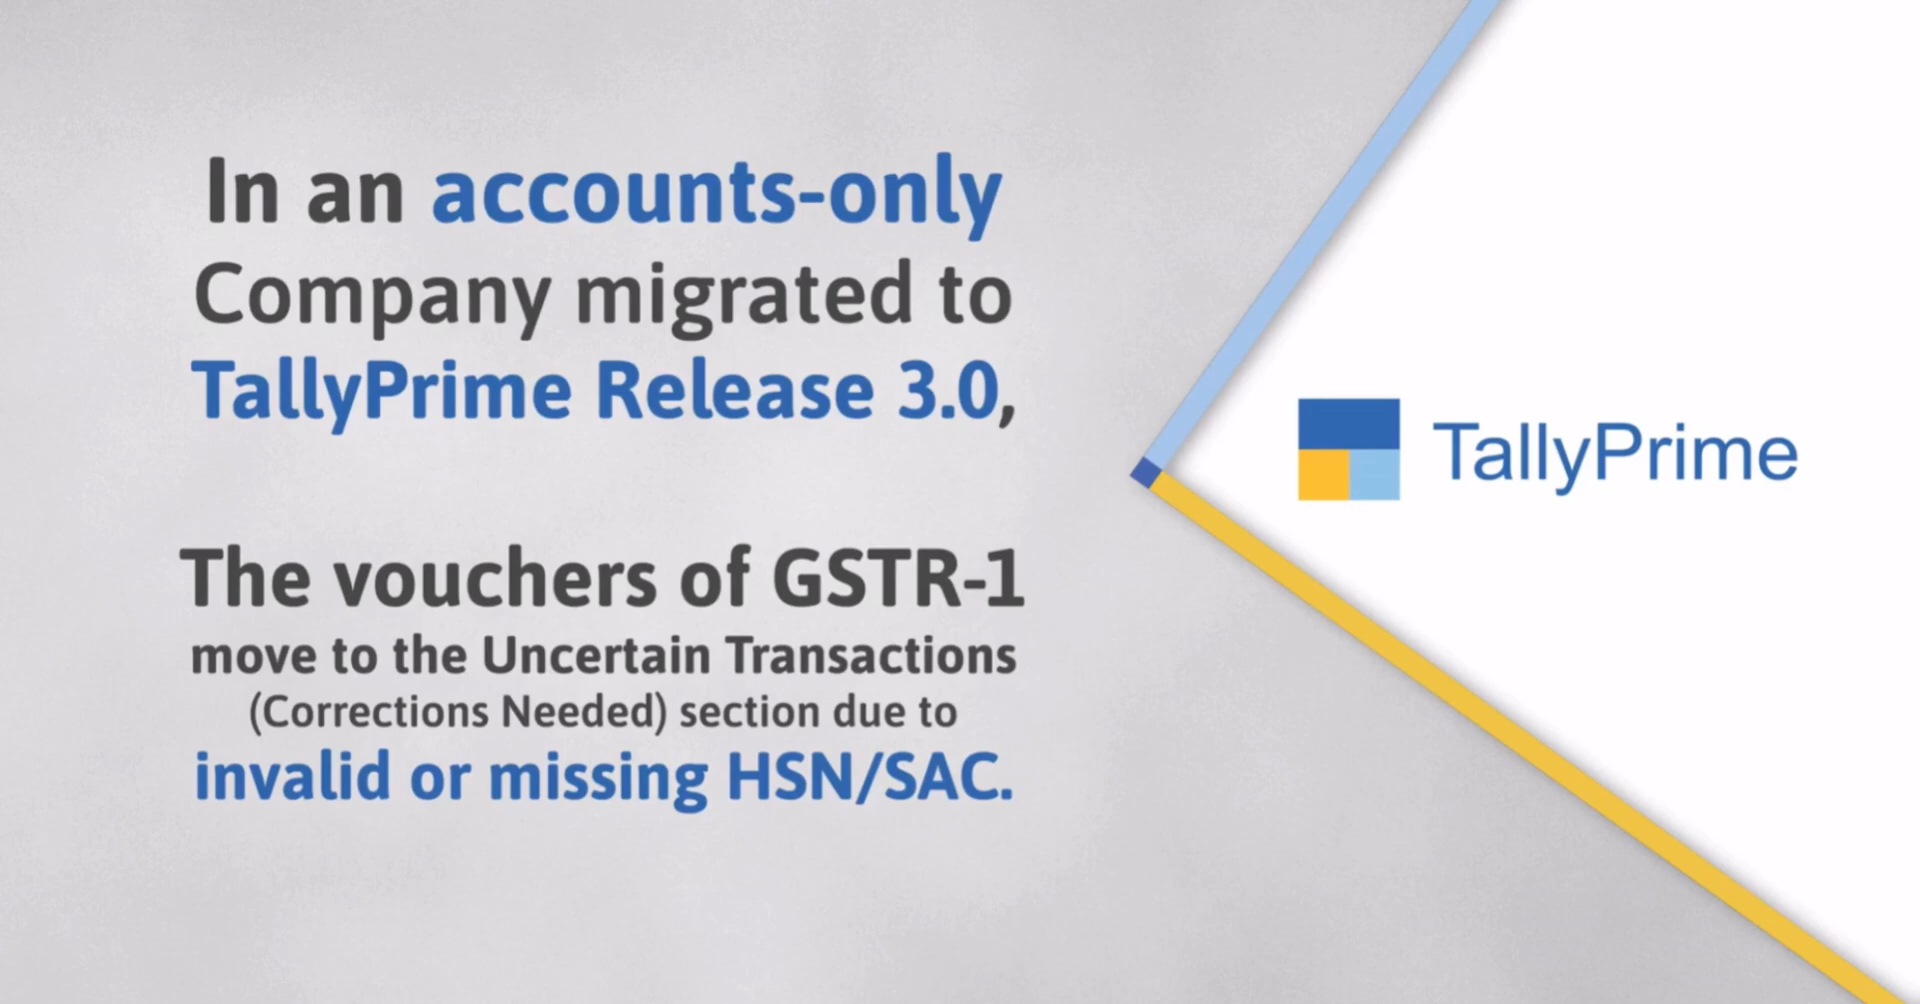 In an accounts-only
Company migrated to
TallyPrime Release 3.0,
The vouchers of GSTR-1
move to the Uncertain Transactions
(Corrections Needed) section due to
invalid or missing HSN/SAC.
TallyPrime